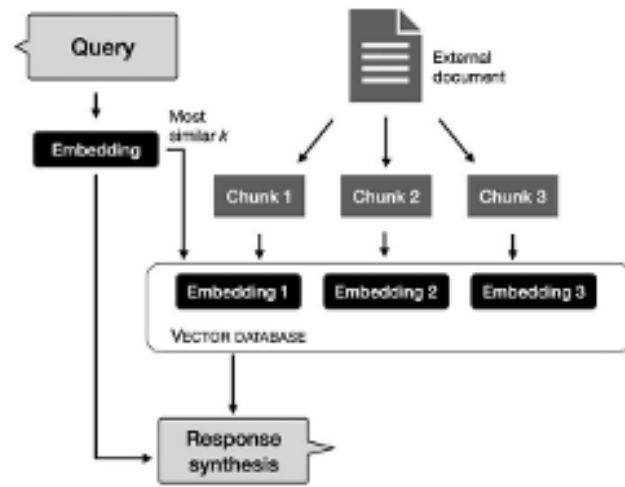 Query
External
document
Most
similar k
Embedding
Chunk 1
Chunk 2
Chunk 3
Embedding 1
Embedding 2
Embedding 3
VECTOR DATABASE
Response
synthesis